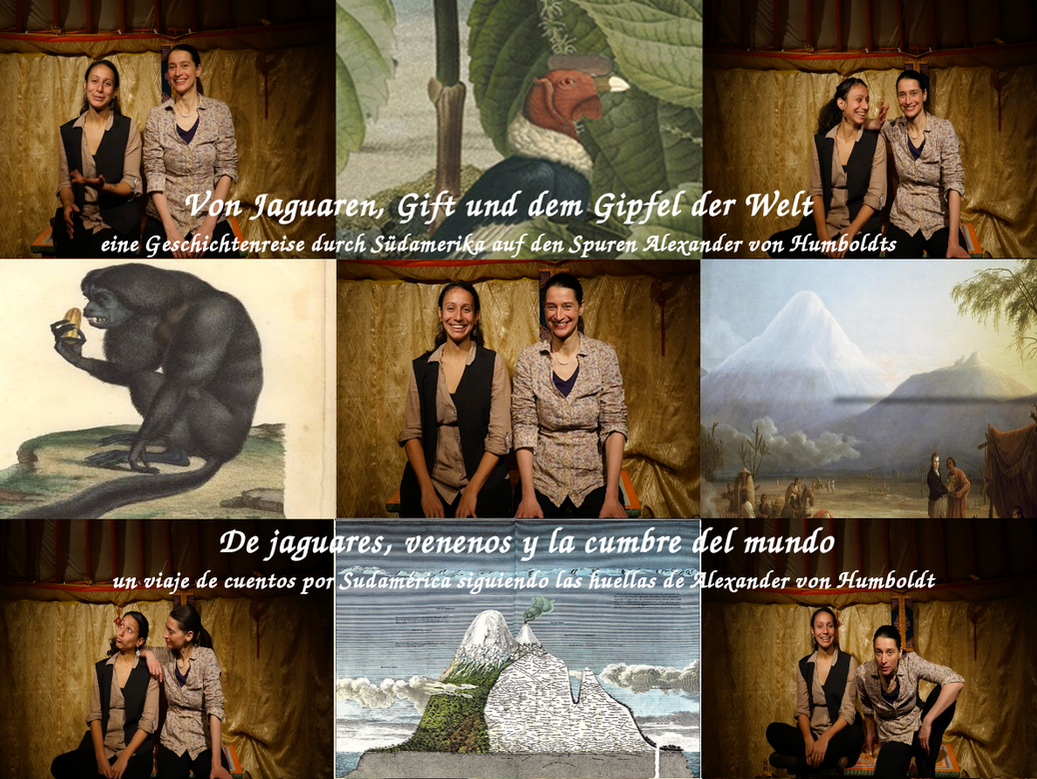 Von Jaguaren, Gift und dem Gipfel der Welt
eine Geschichtenreise durch Südamerika auf den Spuren Alexander von Humboldts
De jaguares, venenos y la cumbre del mundo
un viaje de cuentos por Sudamérica siguiendo las huellas de Alexander von Humboldt